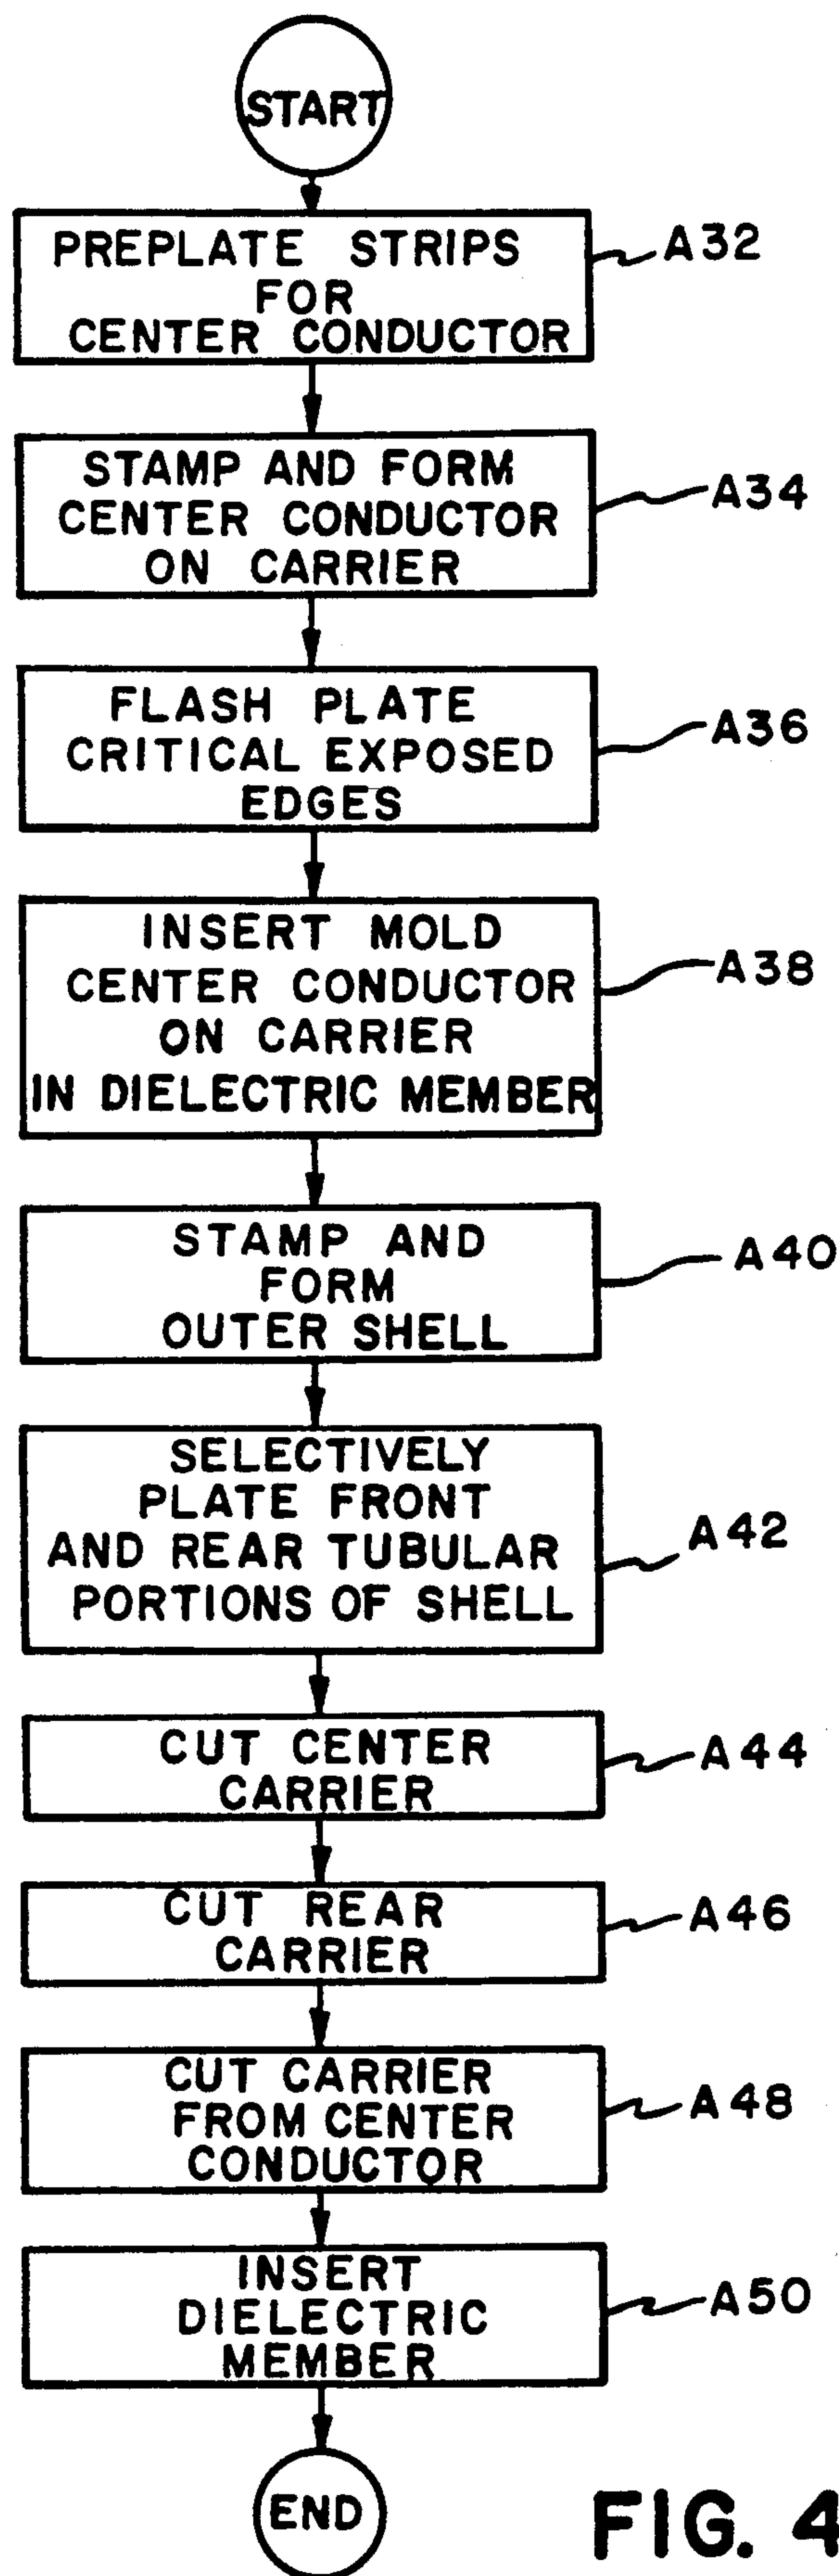 START
PREPLATE STRIPS
FOR
CENTER CONDUCTOR
A32
STAMP AND FORM
CENTER CONDUCTOR
ON CARRIER
A34
FLASH PLATE
CRITICAL EXPOSED
EDGES
A36
INSERT MOLD
CENTER CONDUCTOR
ON CARRIER
IN DIELECTRIC MEMBER
A38
STAMP AND
FORM
OUTER SHELL
A40
SELECTIVELY
PLATE FRONT
AND REAR TUBULAR
PORTIONS OF SHELL
A42
CUT CENTER
CARRIER
A44
CUT REAR
CARRIER
A46
CUT CARRIER
FROM CENTER
CONDUCTOR
A48
INSERT
DIELECTRIC
MEMBER
A50
END
FIG. 4